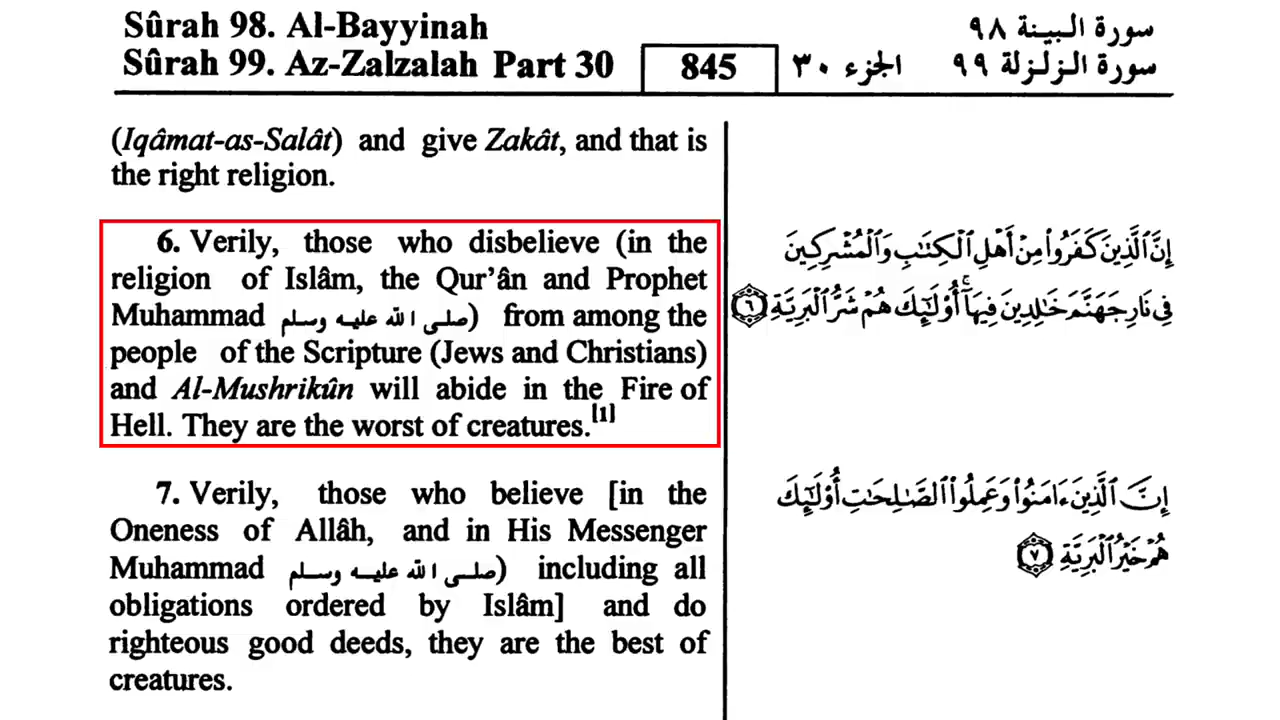 Sûrah 98. Al-Bayyinah
Sûrah 99. Az-Zalzalah Part 30
845
سورة البينة ٩٨
الجزء ٣٠ سورة الزلزلة ٩٩
(Iqâmat-as-Salât) and give Zakât, and that is
the right religion.
6. Verily, those who disbelieve (in the
religion of Islâm, the Qur’ân and Prophet
Muhammad صلى الله عليه وسلم) from among the
people of the Scripture (Jews and Christians)
and Al-Mushrikûn will abide in the Fire of
Hell. They are the worst of creatures.[1]
7. Verily, those who believe [in the
Oneness of Allâh, and in His Messenger
Muhammad صلى الله عليه وسلم) including all
obligations ordered by Islâm] and do
righteous good deeds, they are the best of
creatures.
إِنَّ ٱلَّذِينَ كَفَرُوا۟ مِنْ أَهْلِ ٱلْكِتَٰبِ وَٱلْمُشْرِكِينَ
فِى نَارِ جَهَنَّمَ خَٰلِدِينَ فِيهَآ ۚ أُو۟لَٰٓئِكَ هُمْ شَرُّ ٱلْبَرِيَّةِ ٦
إِنَّ ٱلَّذِينَ ءَامَنُوا۟ وَعَمِلُوا۟ ٱلصَّٰلِحَٰتِ أُو۟لَٰٓئِكَ
هُمْ خَيْرُ ٱلْبَرِيَّةِ ٧